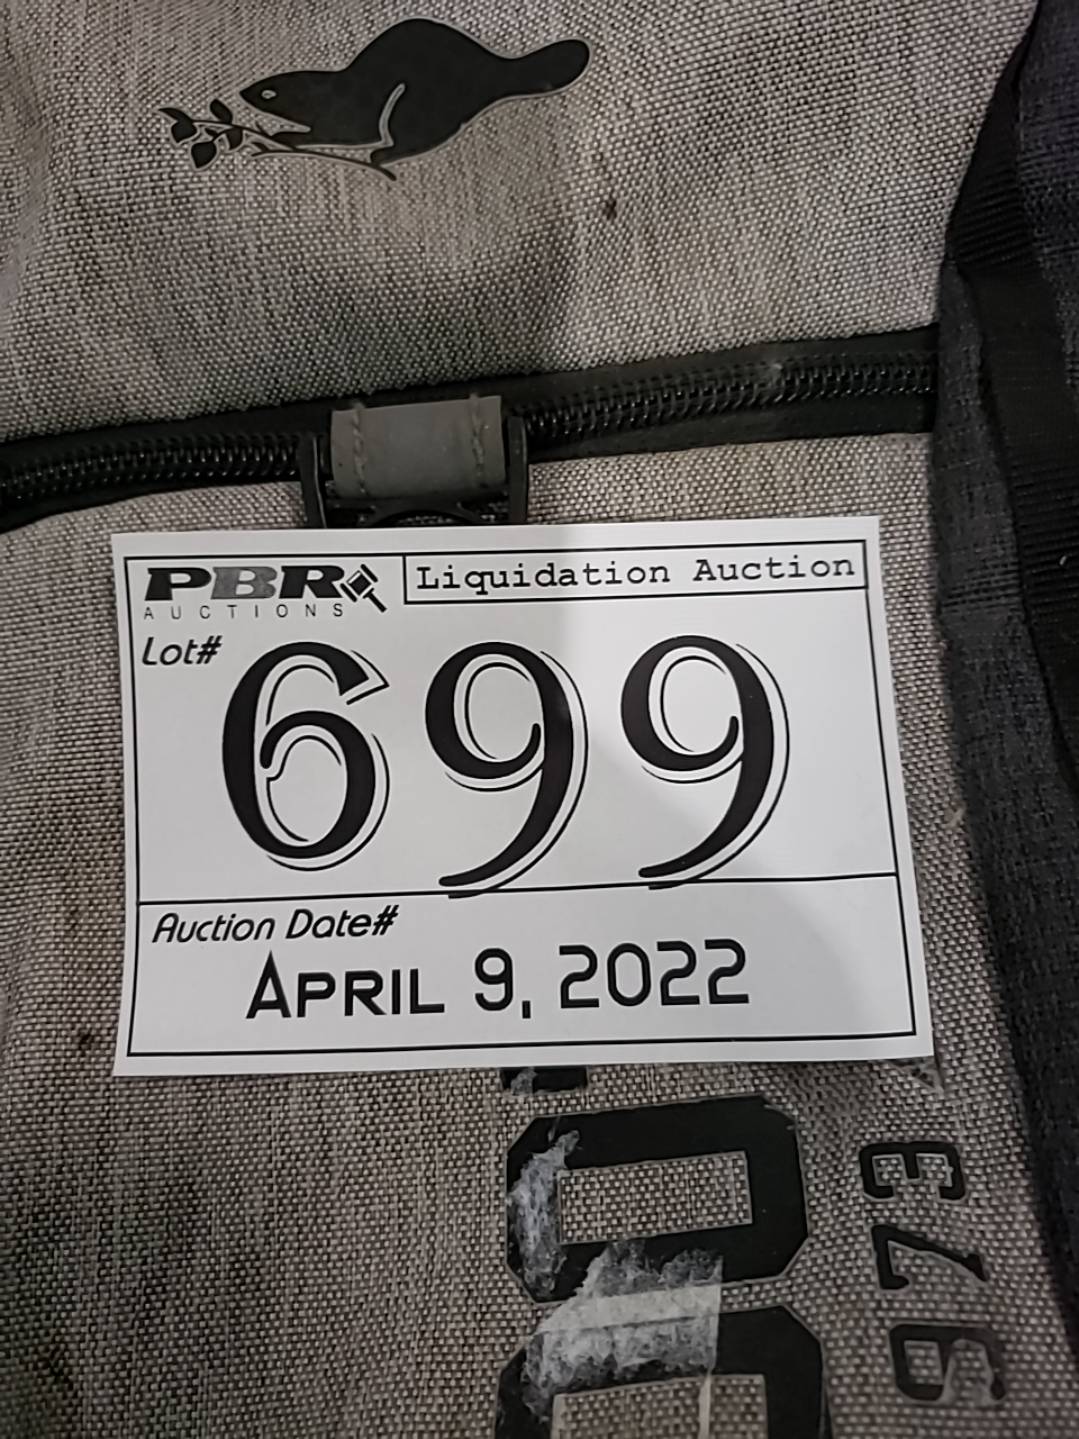 PBR
AUCTIONS
Liquidation Auction
Lot#
699
Auction Date#
APRIL 9, 2022